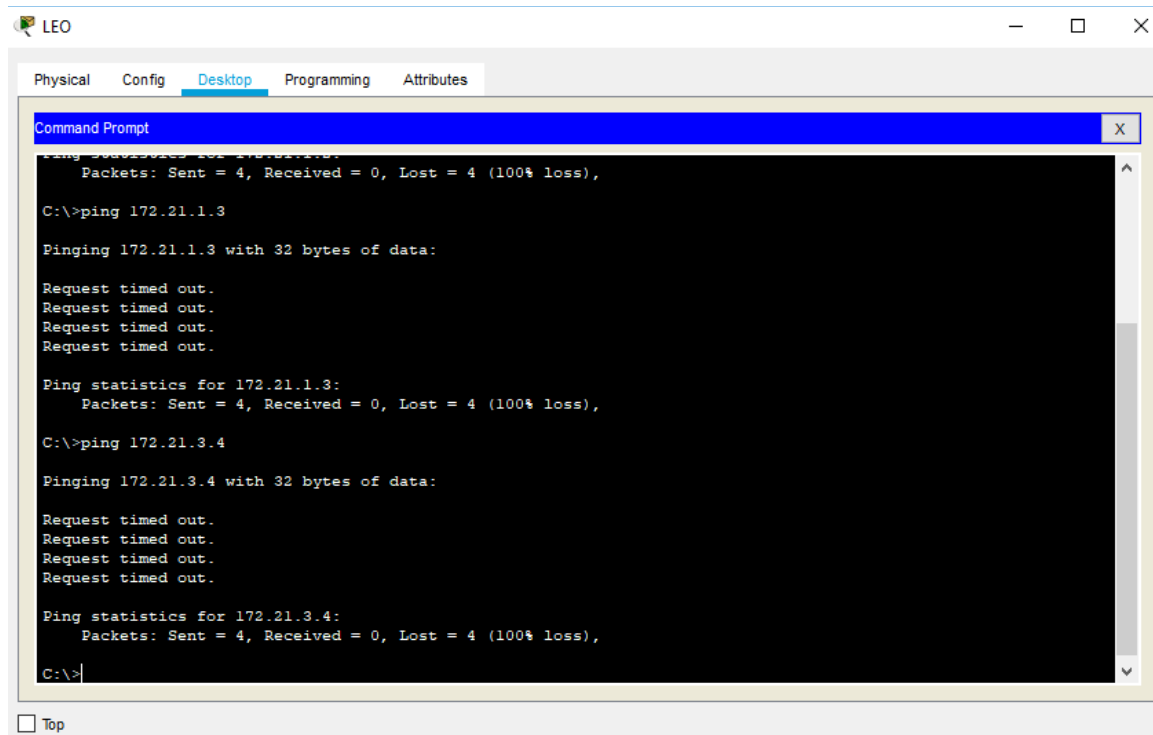 LEO
Physical Config Desktop Programming Attributes
Command Prompt X
Packets: Sent = 4, Received = 0, Lost = 4 (100% loss),
C:\>ping 172.21.1.3
Pinging 172.21.1.3 with 32 bytes of data:
Request timed out.
Request timed out.
Request timed out.
Request timed out.
Ping statistics for 172.21.1.3:
Packets: Sent = 4, Received = 0, Lost = 4 (100% loss),
C:\>ping 172.21.3.4
Pinging 172.21.3.4 with 32 bytes of data:
Request timed out.
Request timed out.
Request timed out.
Request timed out.
Ping statistics for 172.21.3.4:
Packets: Sent = 4, Received = 0, Lost = 4 (100% loss),
C:\>
Top